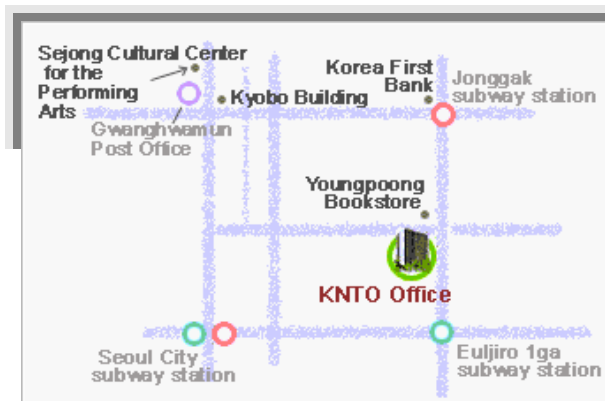 Sejong Cultural Center
for the
Performing
Arts
Kyobo Building
Gwanghwamun
Post Office
Korea First
Bank
Jonggak
subway station
Youngpoong
Bookstore
KNTO Office
Seoul City
subway station
Euljiro 1ga
subway station